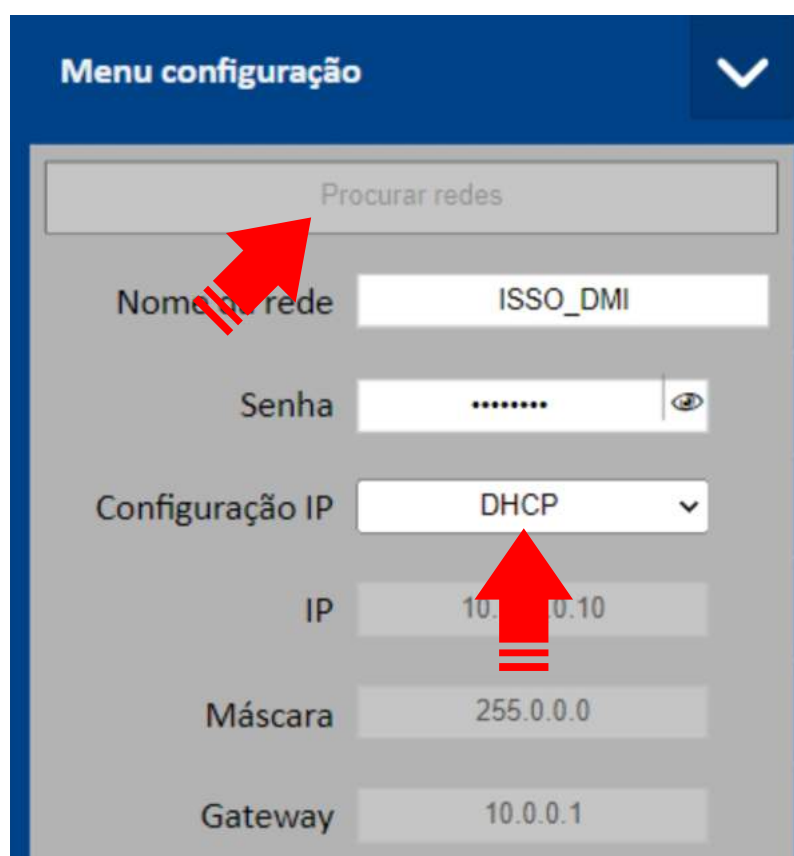 Menu configuração
Procurar redes
Nome da rede ISSO_DMI
Senha ••••••••
Configuração IP DHCP
IP 10. .0.10
Máscara 255.0.0.0
Gateway 10.0.0.1